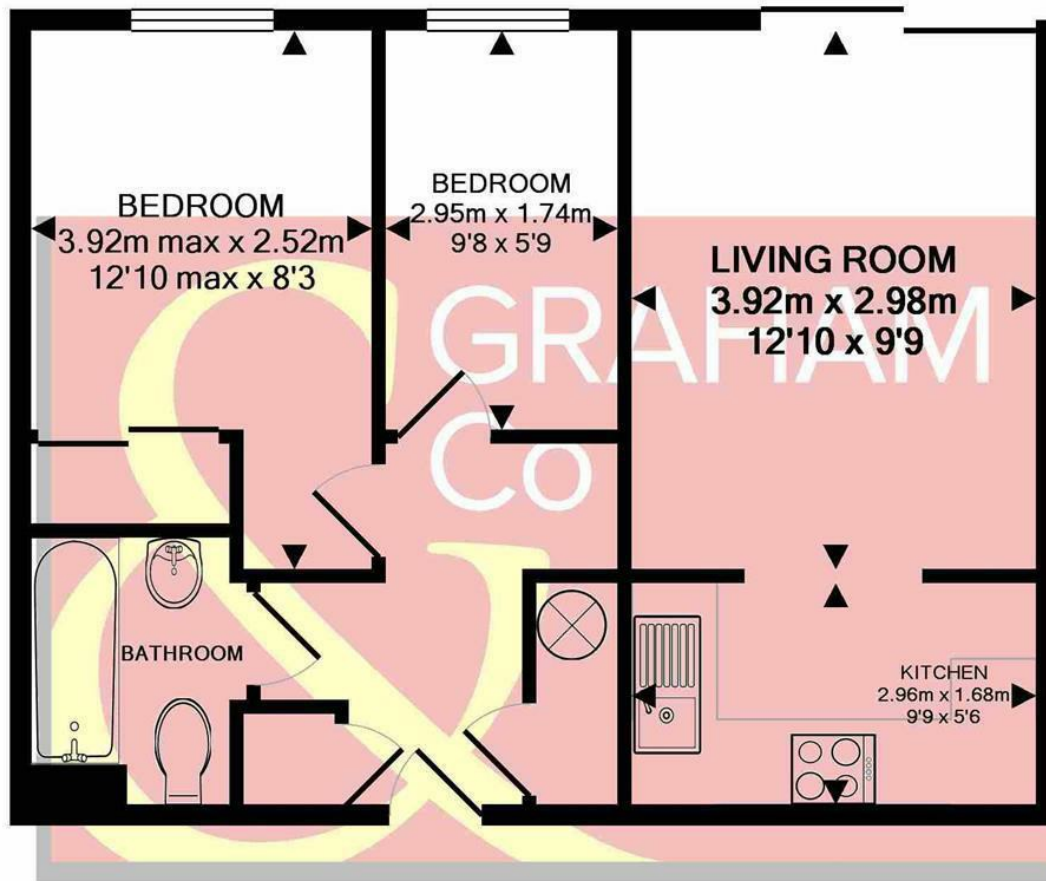 BEDROOM
3.92m max x 2.52m
12'10 max x 8'3
BEDROOM
2.95m x 1.74m
9'8 x 5'9
LIVING ROOM
3.92m x 2.98m
12'10 x 9'9
& GRAHAM
Co
BATHROOM
KITCHEN
2.96m x 1.68m
9'9 x 5'6